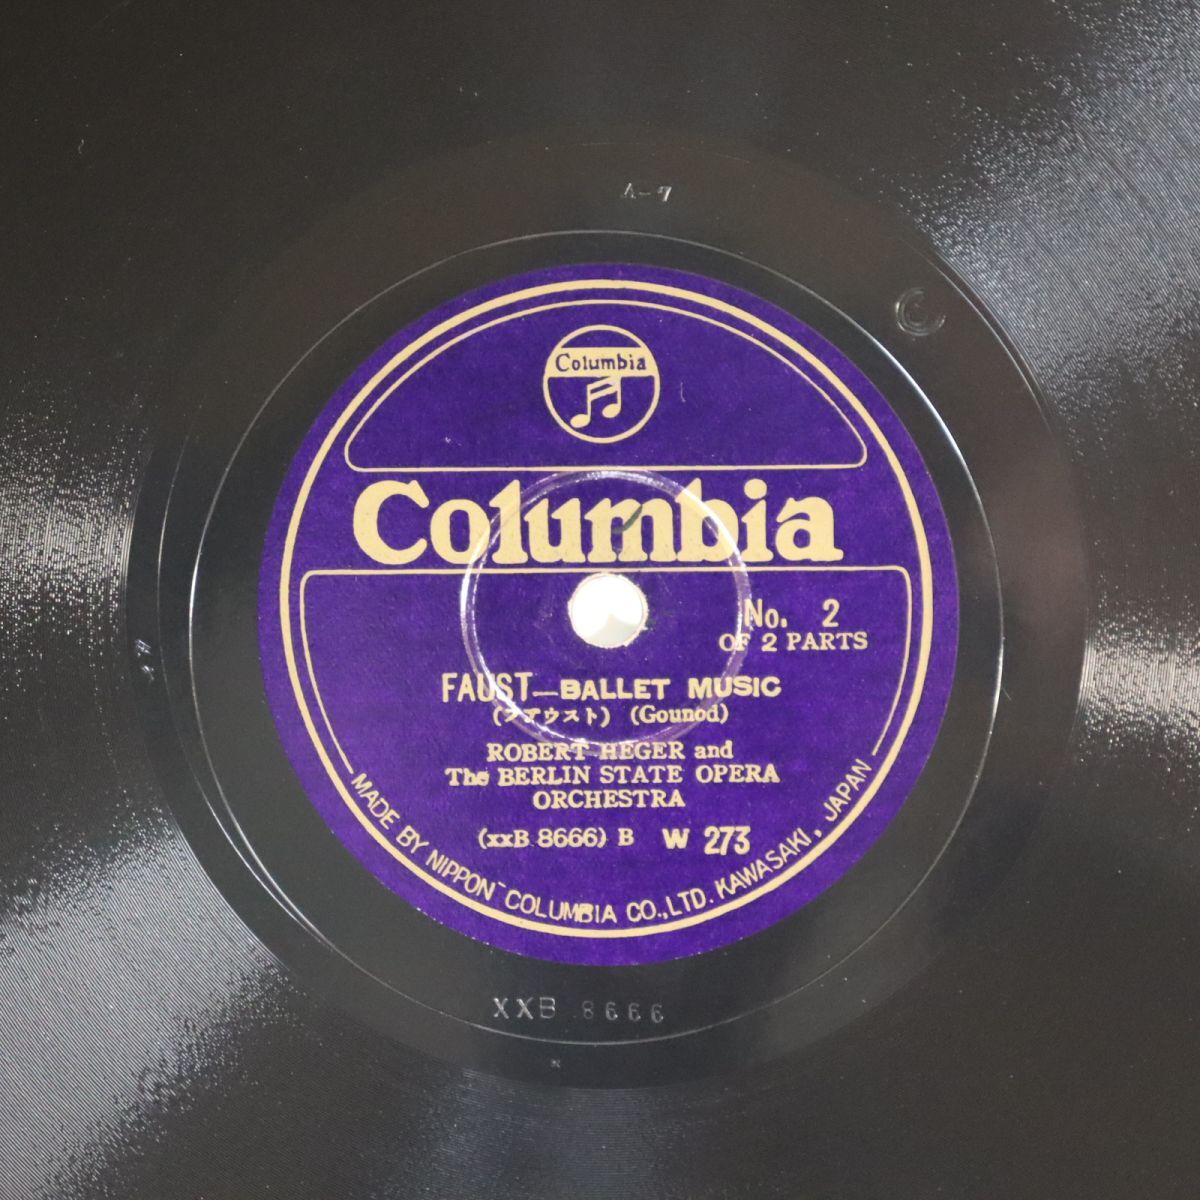 A-7
Columbia
Columbia
No. 2
OF 2 PARTS
FAUST—BALLET MUSIC
(ファウスト) (Gounod)
ROBERT HEGER and
The BERLIN STATE OPERA
ORCHESTRA
(xxB 8666) B W 273
MADE BY NIPPON COLUMBIA CO., LTD. KAWASAKI, JAPAN
XXB 8666